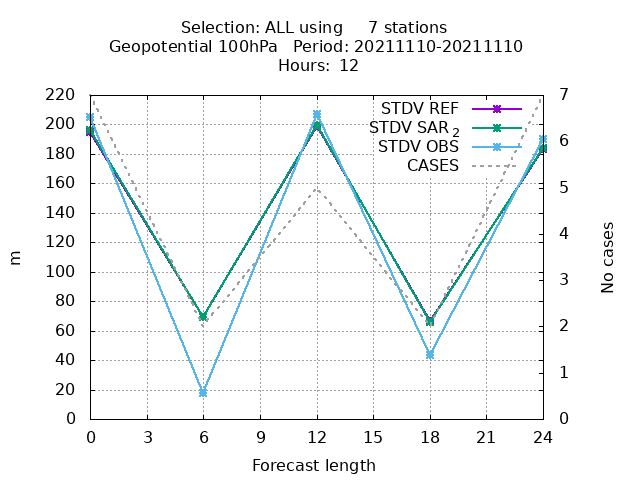 Selection: ALL using     7 stations
Geopotential 100hPa   Period: 20211110-20211110
Hours: 12
STDV REF
STDV SAR 2
STDV OBS
CASES
220
200
180
160
140
120
100
80
60
40
20
0
m
7
6
5
4
3
2
1
0
No cases
0 3 6 9 12 15 18 21 24
Forecast length